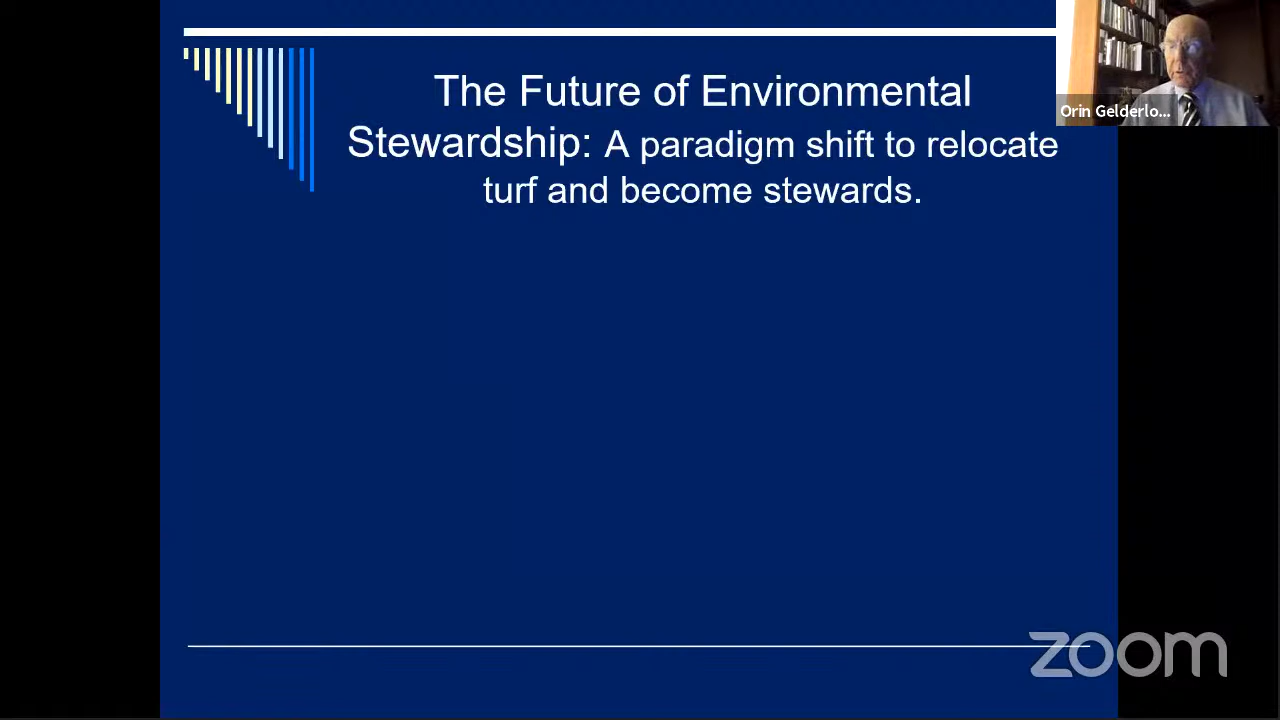 The Future of Environmental
Stewardship: A paradigm shift to relocate
turf and become stewards.
Orin Gelderlo...
zoom